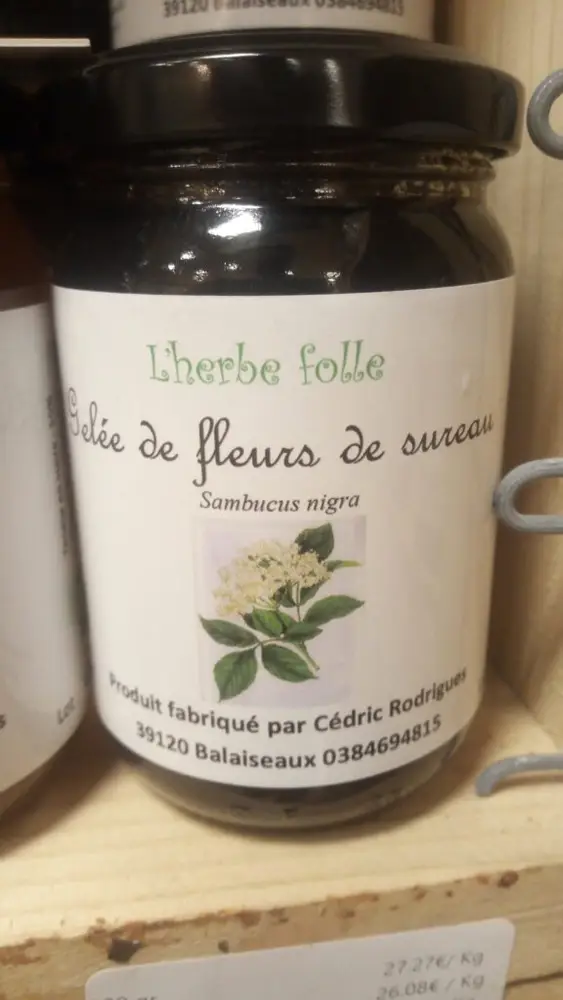 39120 Balaiseaux 0384694815
L'herbe folle
Gelée de fleurs de sureau
Sambucus nigra
Produit fabriqué par Cédric Rodrigues
39120 Balaiseaux 0384694815
Lot
27.27€/ Kg
26.08€ / Kg